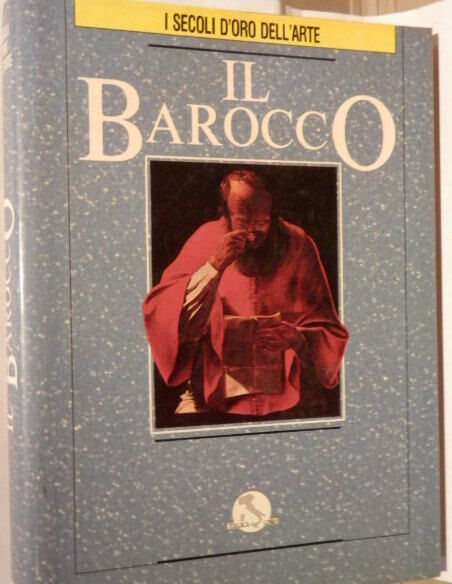 I SECOLI D'ORO DELL'ARTE
IL
BAROCCO
IL BAROCCO